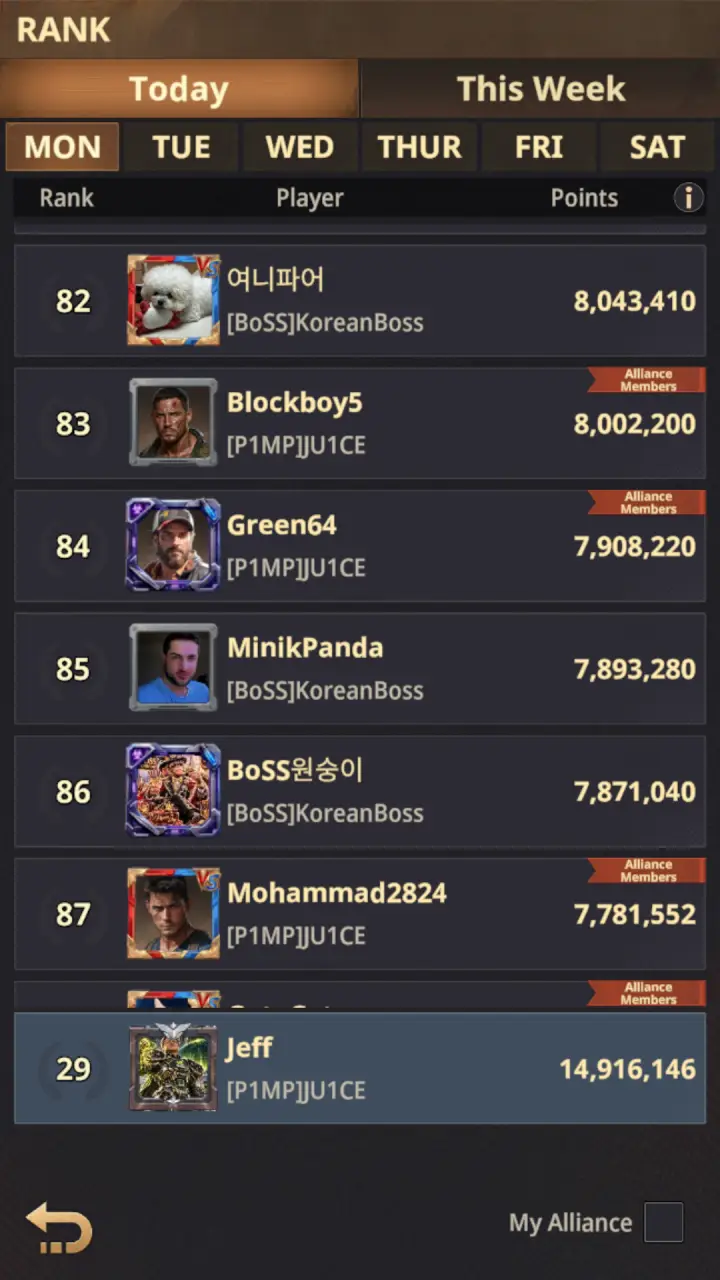 RANK
Today
This Week
MON TUE WED THUR FRI SAT
Rank Player Points i
82
여니파어
[BoSS]KoreanBoss
8,043,410
Alliance
Members
83
Blockboy5
[P1MP]JU1CE
8,002,200
Alliance
Members
84
Green64
[P1MP]JU1CE
7,908,220
85
MinikPanda
[BoSS]KoreanBoss
7,893,280
86
BoSS원숭이
[BoSS]KoreanBoss
7,871,040
Alliance
Members
87
Mohammad2824
[P1MP]JU1CE
7,781,552
Alliance
Members
29
Jeff
[P1MP]JU1CE
14,916,146
My Alliance